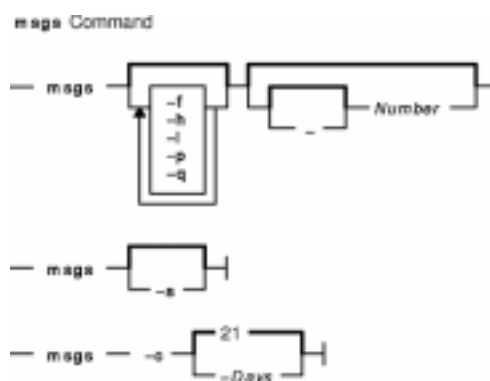 msgs Command
msgs
-f
-h
-l
-p
-q
-
Number
msgs
-s
msgs
-c
21
-Days